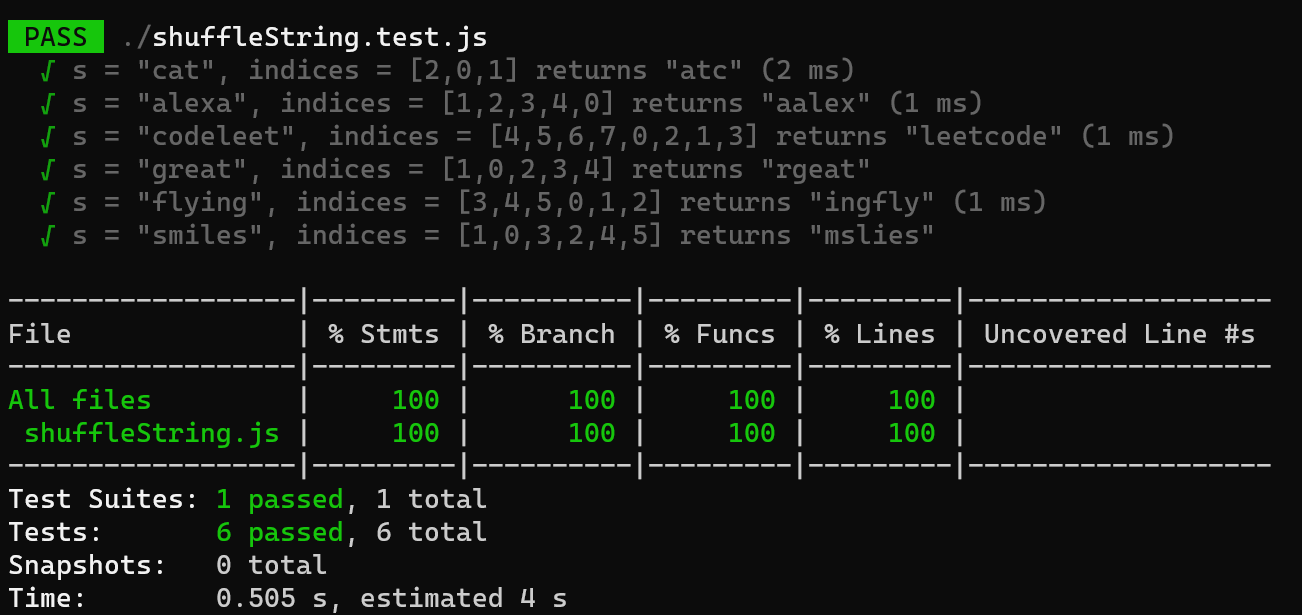 PASS ./shuffleString.test.js
√ s = "cat", indices = [2,0,1] returns "atc" (2 ms)
√ s = "alexa", indices = [1,2,3,4,0] returns "aalex" (1 ms)
√ s = "codeleet", indices = [4,5,6,7,0,2,1,3] returns "leetcode" (1 ms)
√ s = "great", indices = [1,0,2,3,4] returns "rgeat"
√ s = "flying", indices = [3,4,5,0,1,2] returns "ingfly" (1 ms)
√ s = "smiles", indices = [1,0,3,2,4,5] returns "mslies"
------------------|---------|----------|---------|---------|-------------------
File              | % Stmts | % Branch | % Funcs | % Lines | Uncovered Line #s
------------------|---------|----------|---------|---------|-------------------
All files         |     100 |      100 |     100 |     100 |
 shuffleString.js |     100 |      100 |     100 |     100 |
------------------|---------|----------|---------|---------|-------------------
Test Suites: 1 passed, 1 total
Tests:       6 passed, 6 total
Snapshots:   0 total
Time:        0.505 s, estimated 4 s